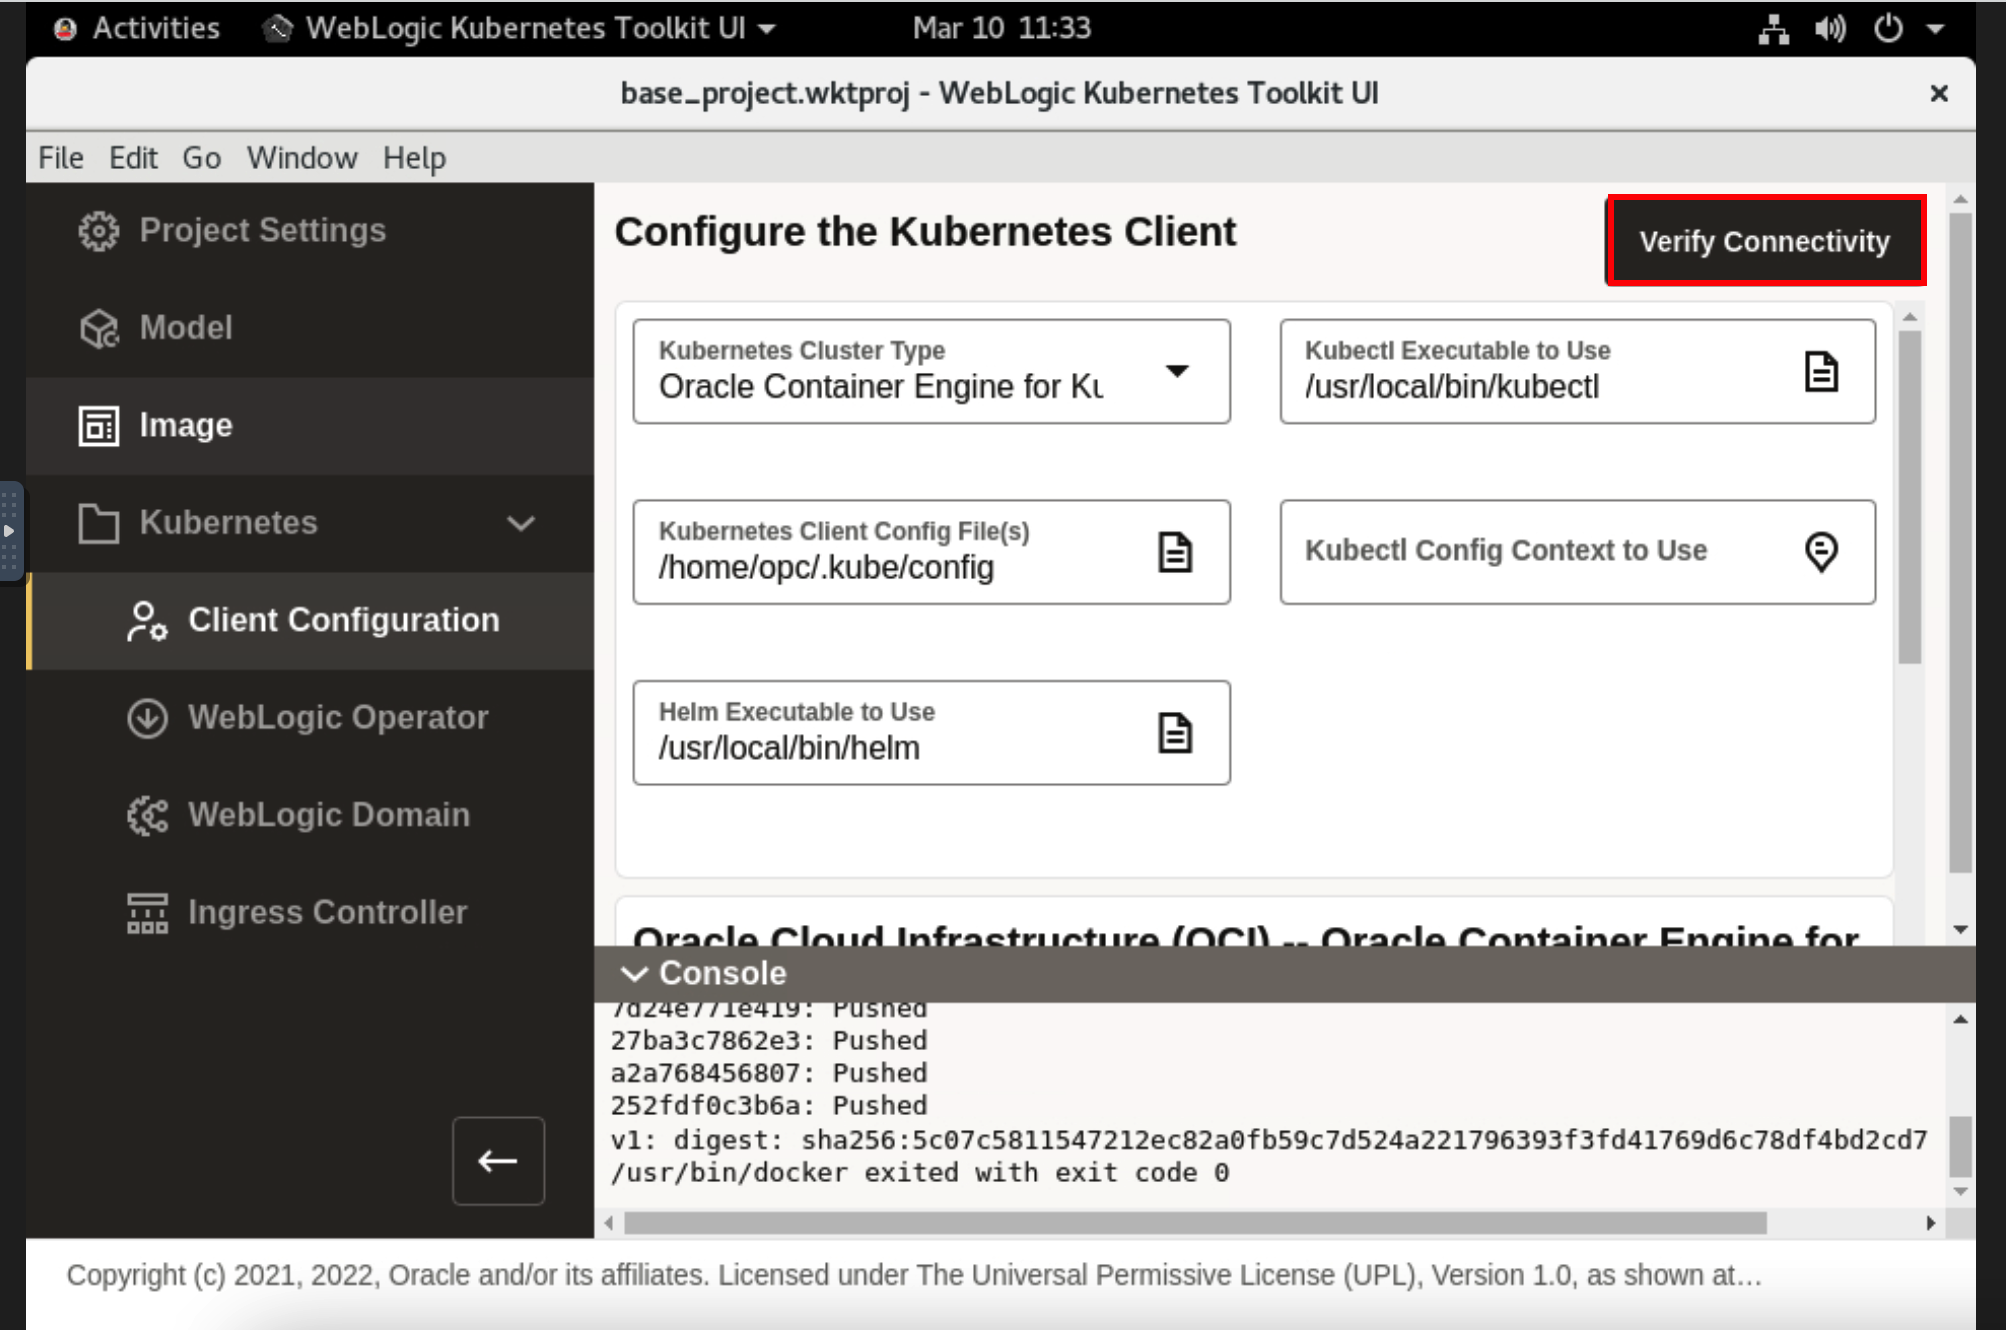 Activities WebLogic Kubernetes Toolkit UI Mar 10 11:33
base_project.wktproj - WebLogic Kubernetes Toolkit UI ×
File Edit Go Window Help
Project Settings
Model
Image
Kubernetes
Client Configuration
WebLogic Operator
WebLogic Domain
Ingress Controller
Configure the Kubernetes Client
Verify Connectivity
Kubernetes Cluster Type
Oracle Container Engine for Ku
Kubectl Executable to Use
/usr/local/bin/kubectl
Kubernetes Client Config File(s)
/home/opc/.kube/config
Kubectl Config Context to Use
Helm Executable to Use
/usr/local/bin/helm
Oracle Cloud Infrastructure (OCI) -- Oracle Container Engine for
Console
7d24e771e419: Pushed
27ba3c7862e3: Pushed
a2a768456807: Pushed
252fdf0c3b6a: Pushed
v1: digest: sha256:5c07c5811547212ec82a0fb59c7d524a221796393f3fd41769d6c78df4bd2cd7
/usr/bin/docker exited with exit code 0
Copyright (c) 2021, 2022, Oracle and/or its affiliates. Licensed under The Universal Permissive License (UPL), Version 1.0, as shown at...